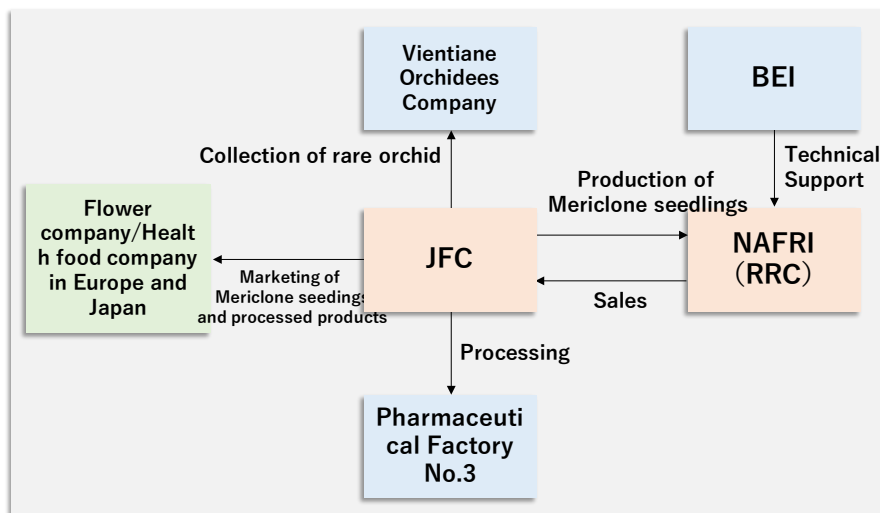 Vientiane
Orchidees
Company
BEI
Collection of rare orchid
Technical
Support
Production of
Mericlone seedlings
Flower
company/Healt
h food company
in Europe and
Japan
JFC
NAFRI
(RRC)
Marketing of
Mericlone seedings
and processed products
Sales
Processing
Pharmaceuti
cal Factory
No.3